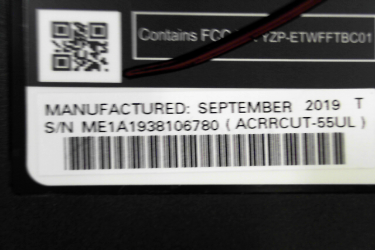 Contains FCC YZP-ETWFFTBC01
MANUFACTURED: SEPTEMBER 2019 T
S/N ME1A1938106780 ( ACRRCUT-55UL )